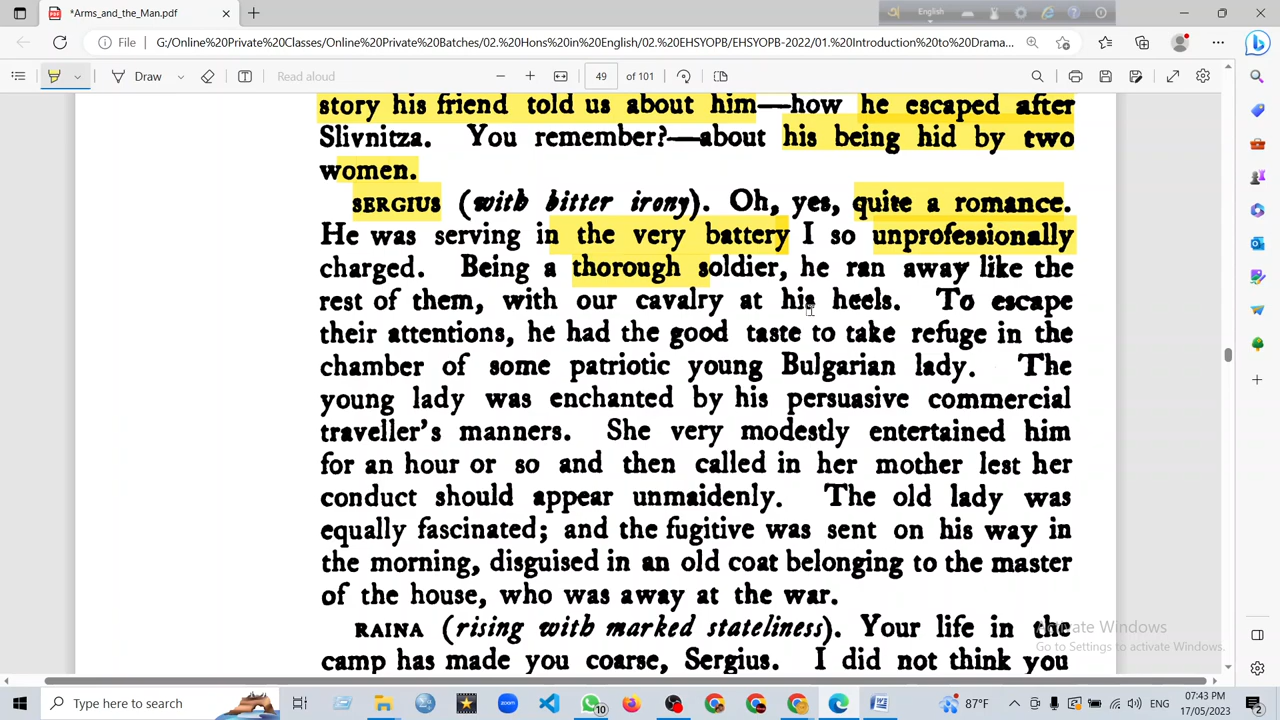 *Arms_and_the_Man.pdf
English
File
G:/Online%20Private%20Classes/Online%20Private%20Batches/02.%20Hons%20in%20English/02.%20EHSYOPB/EHSYOPB-2022/01.%20Introduction%20to%20Drama...
Draw
Read aloud
49 of 101
story his friend told us about him—how he escaped after
Slivnitza. You remember?—about his being hid by two
women.
SERGIUS (with bitter irony). Oh, yes, quite a romance.
He was serving in the very battery I so unprofessionally
charged. Being a thorough soldier, he ran away like the
rest of them, with our cavalry at his heels. To escape
their attentions, he had the good taste to take refuge in the
chamber of some patriotic young Bulgarian lady. The
young lady was enchanted by his persuasive commercial
traveller's manners. She very modestly entertained him
for an hour or so and then called in her mother lest her
conduct should appear unmaidenly. The old lady was
equally fascinated; and the fugitive was sent on his way in
the morning, disguised in an old coat belonging to the master
of the house, who was away at the war.
RAINA (rising with marked stateliness). Your life in the
camp has made you coarse, Sergius. I did not think you
Activate Windows
Go to Settings to activate Windows.
Type here to search
zoom
10
87°F
ENG
07:43 PM
17/05/2023
2